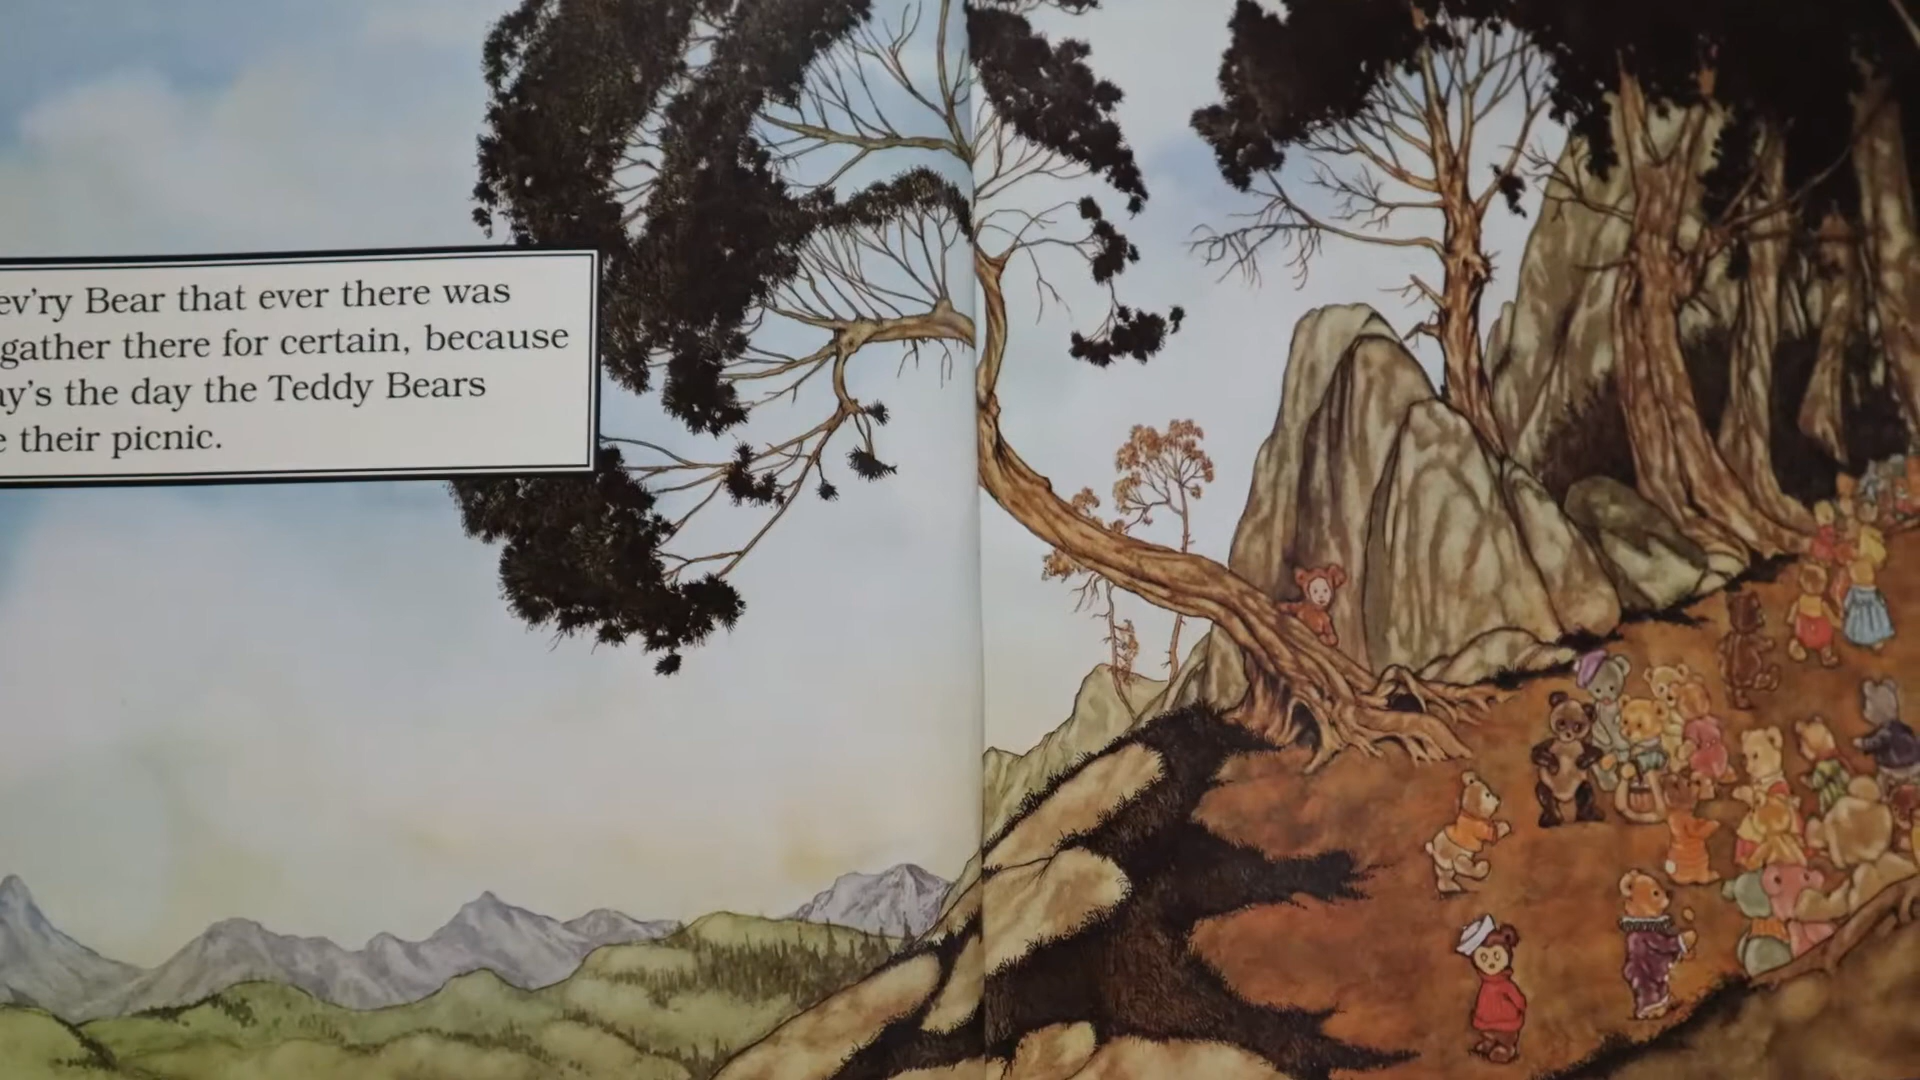 ev'ry Bear that ever there was
gather there for certain, because
ay's the day the Teddy Bears
e their picnic.